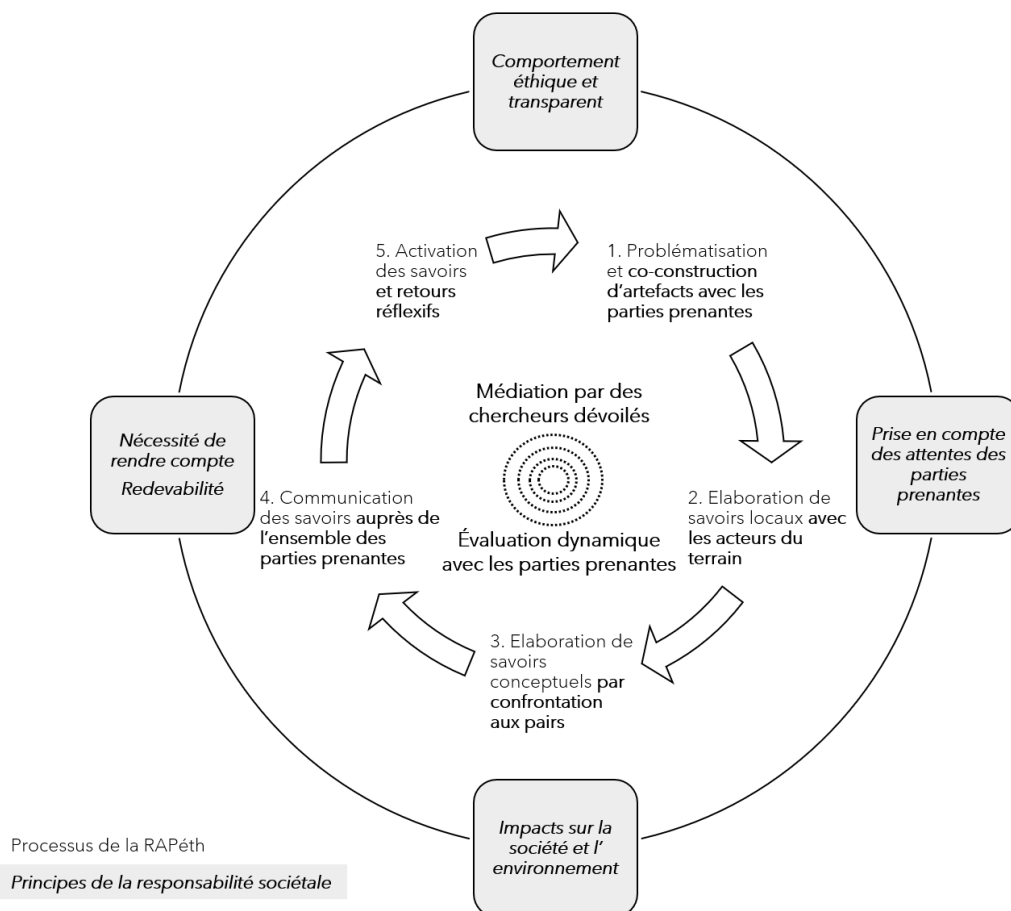 Comportement
éthique et
transparent
5. Activation
des savoirs
et retours
réflexifs
1. Problématisation
et co-construction
d'artefacts avec les
parties prenantes
Médiation par des
chercheurs dévoilés
Nécessité de
rendre compte
Redevabilité
Prise en compte
des attentes des
parties
prenantes
4. Communication
des savoirs auprès de
l'ensemble des
parties prenantes
Évaluation dynamique
avec les parties prenantes
2. Elaboration de
savoirs locaux avec
les acteurs du
terrain
3. Elaboration de
savoirs
conceptuels par
confrontation
aux pairs
Impacts sur la
société et l'
environnement
Processus de la RAPéth
Principes de la responsabilité sociétale